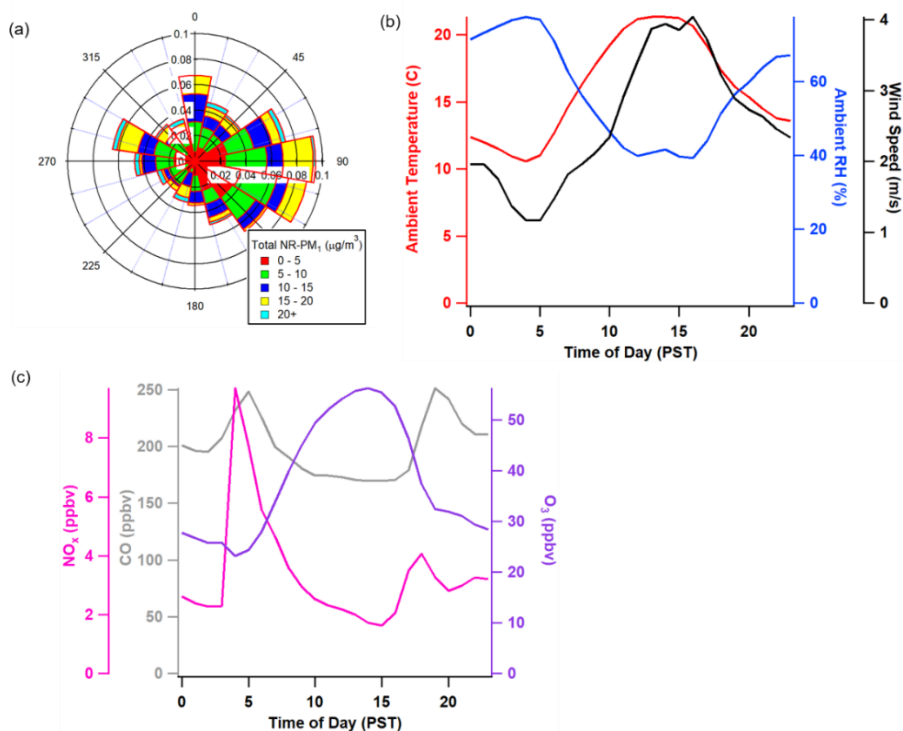 (a)
0
45
90
180
225
270
315
0.1
0.08
0.06
0.04
0.02
0.02 0.04 0.06 0.08 0.1
Total NR-PM1 (μg/m3)
0 - 5
5 - 10
10 - 15
15 - 20
20+
(b)
Ambient Temperature (C)
20
15
10
5
0
Ambient RH (%)
60
40
20
0
Wind Speed (m/s)
4
3
2
1
0
0 5 10 15 20
Time of Day (PST)
(c)
NOx (ppbv)
8
6
4
2
0
CO (ppbv)
250
200
150
100
50
0
O3 (ppbv)
50
40
30
20
10
0
0 5 10 15 20
Time of Day (PST)